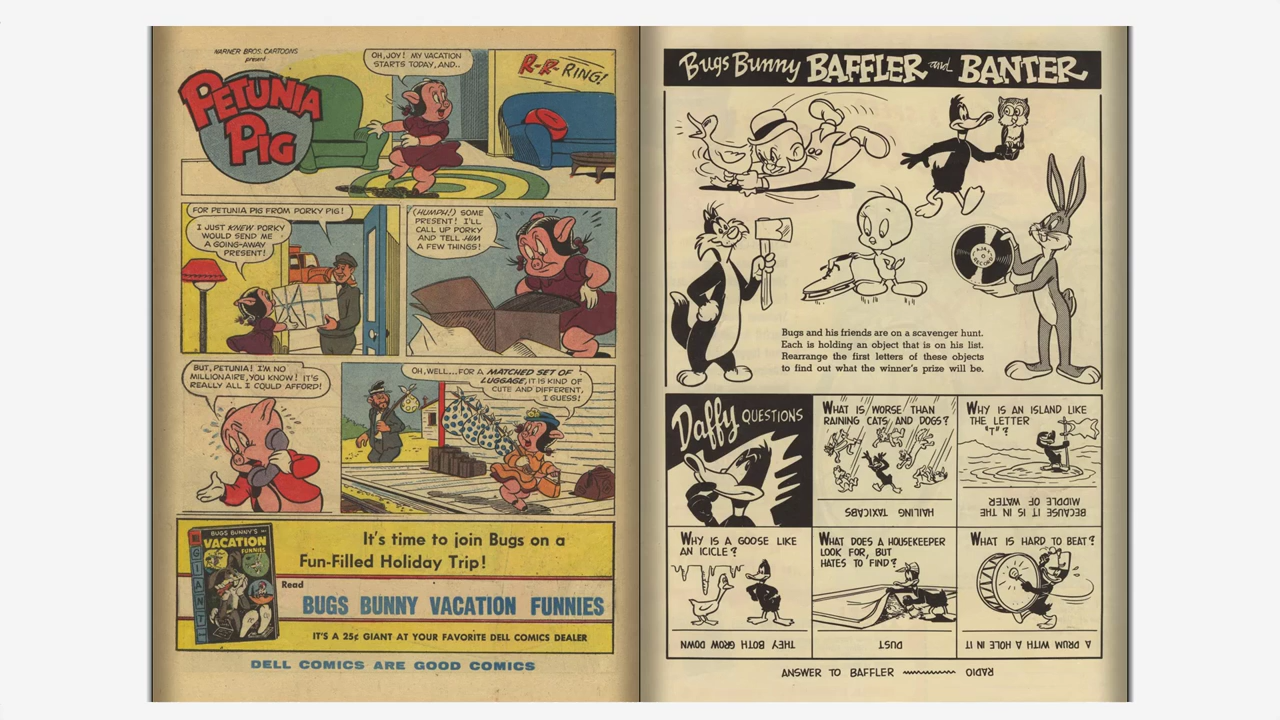 WARNER BROS. CARTOONS
present
PETUNIA
PIG
OH, JOY! MY VACATION
STARTS TODAY, AND..
R-R-RING!
FOR PETUNIA PIG FROM PORKY PIG!
I JUST KNEW PORKY
WOULD SEND ME
A GOING-AWAY
PRESENT!
(HUMPH!) SOME
PRESENT! I'LL
CALL UP PORKY
AND TELL HIM
A FEW THINGS!
BUT, PETUNIA! I'M NO
MILLIONAIRE, YOU KNOW! IT'S
REALLY ALL I COULD AFFORD!
OH, WELL...FOR A MATCHED SET OF
LUGGAGE, IT IS KIND OF
CUTE AND DIFFERENT,
I GUESS!
BUGS BUNNY'S
VACATION
FUNNIES
GIANT
It's time to join Bugs on a
Fun-Filled Holiday Trip!
Read
BUGS BUNNY VACATION FUNNIES
IT'S A 25¢ GIANT AT YOUR FAVORITE DELL COMICS DEALER
DELL COMICS ARE GOOD COMICS
Bugs Bunny BAFFLER and BANTER
RECORD
Bugs and his friends are on a scavenger hunt.
Each is holding an object that is on his list.
Rearrange the first letters of these objects
to find out what the winner's prize will be.
Daffy QUESTIONS
WHAT IS WORSE THAN
RAINING CATS AND DOGS?
HAILING TAXICABS
WHY IS AN ISLAND LIKE
THE LETTER
"T"?
BECAUSE IT IS IN THE
MIDDLE OF WATER
WHY IS A GOOSE LIKE
AN ICICLE?
THEY BOTH GROW DOWN
WHAT DOES A HOUSEKEEPER
LOOK FOR, BUT
HATES TO FIND?
DUST
WHAT IS HARD TO BEAT?
A DRUM WITH A HOLE IN IT
ANSWER TO BAFFLER RADIO